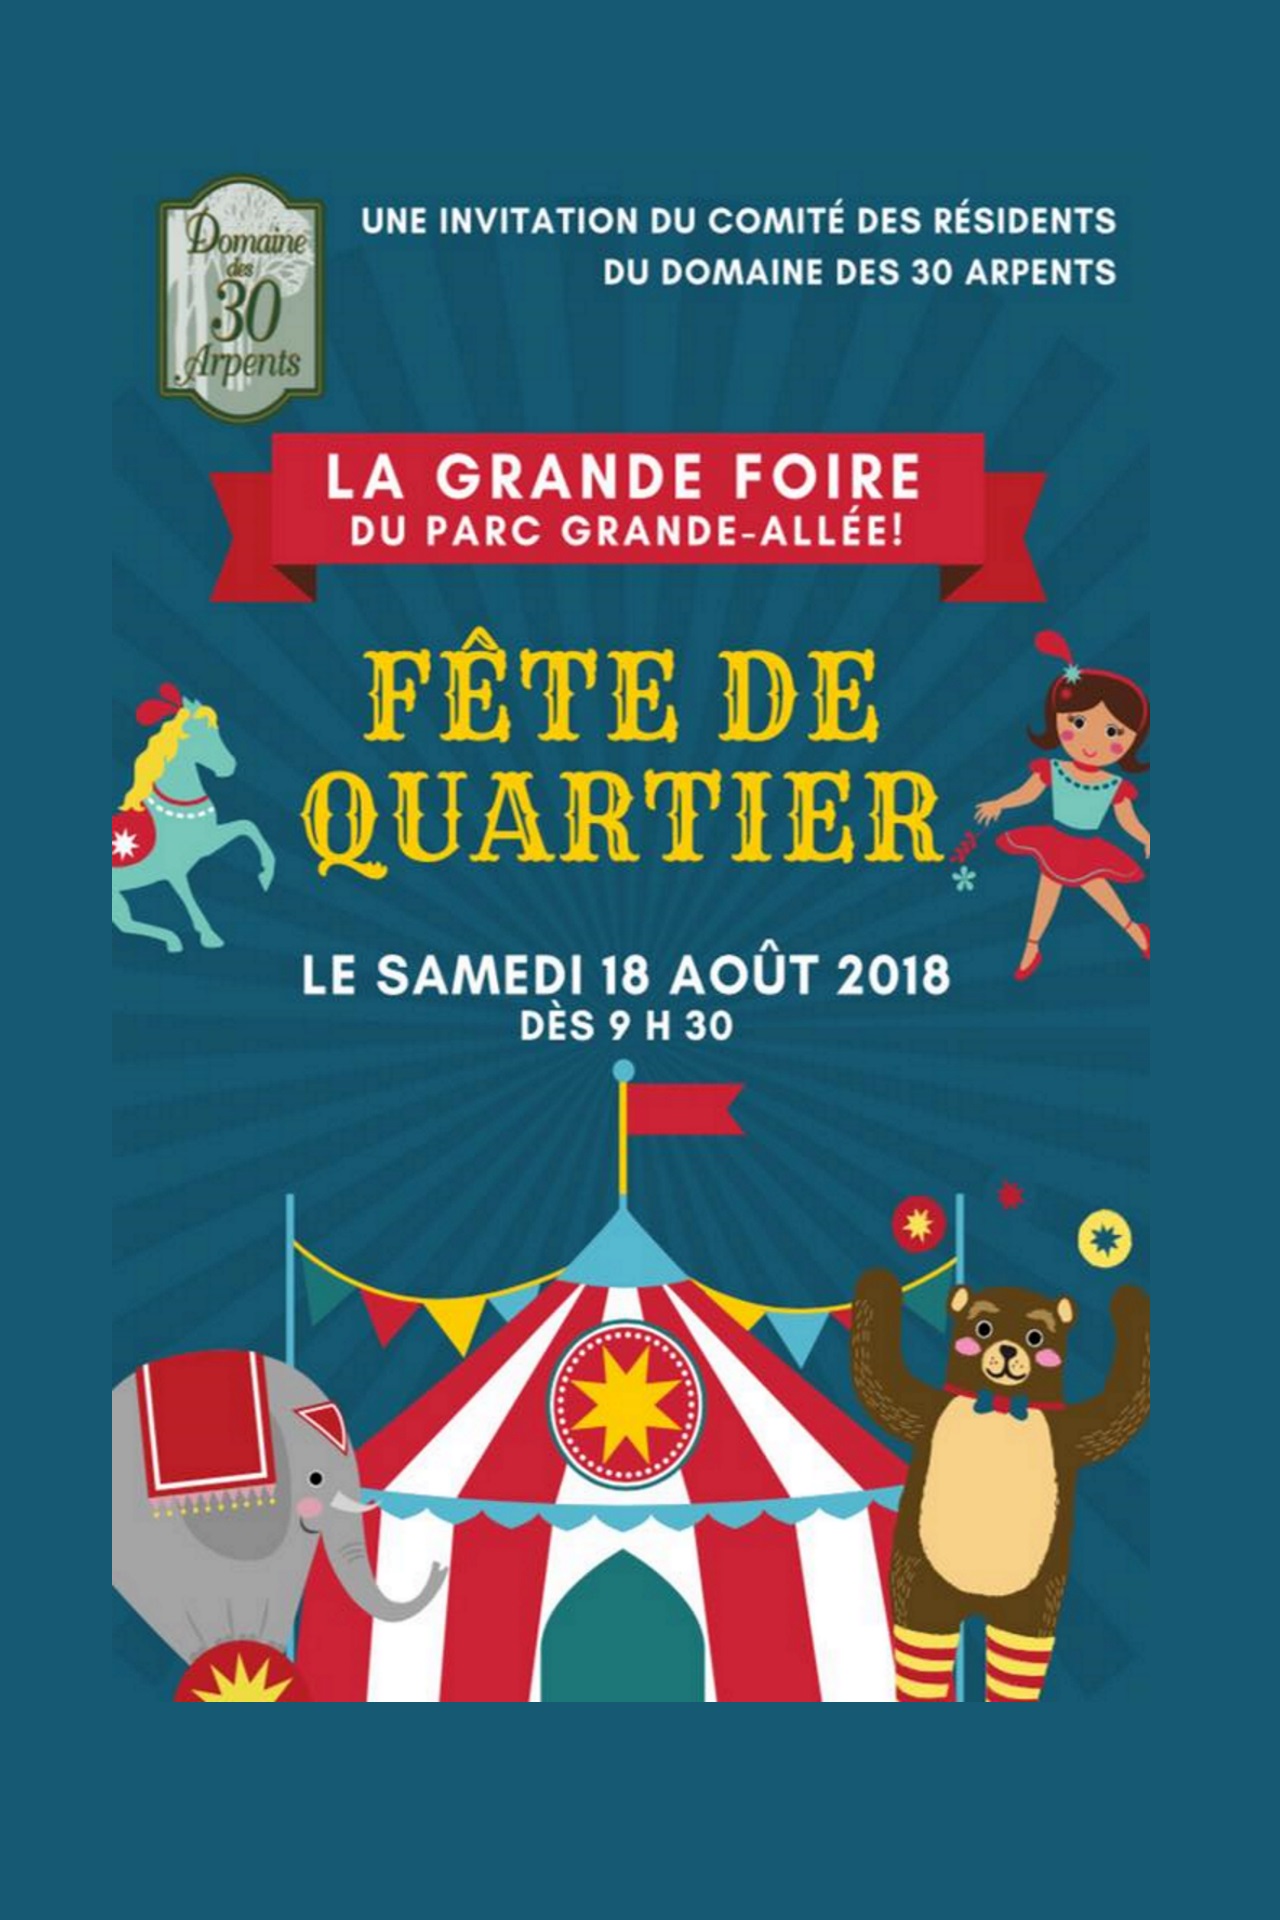 Domaine
des
30
Arpents
UNE INVITATION DU COMITÉ DES RÉSIDENTS
DU DOMAINE DES 30 ARPENTS
LA GRANDE FOIRE
DU PARC GRANDE-ALLÉE!
FÊTE DE
QUARTIER
LE SAMEDI 18 AOÛT 2018
DÈS 9 H 30